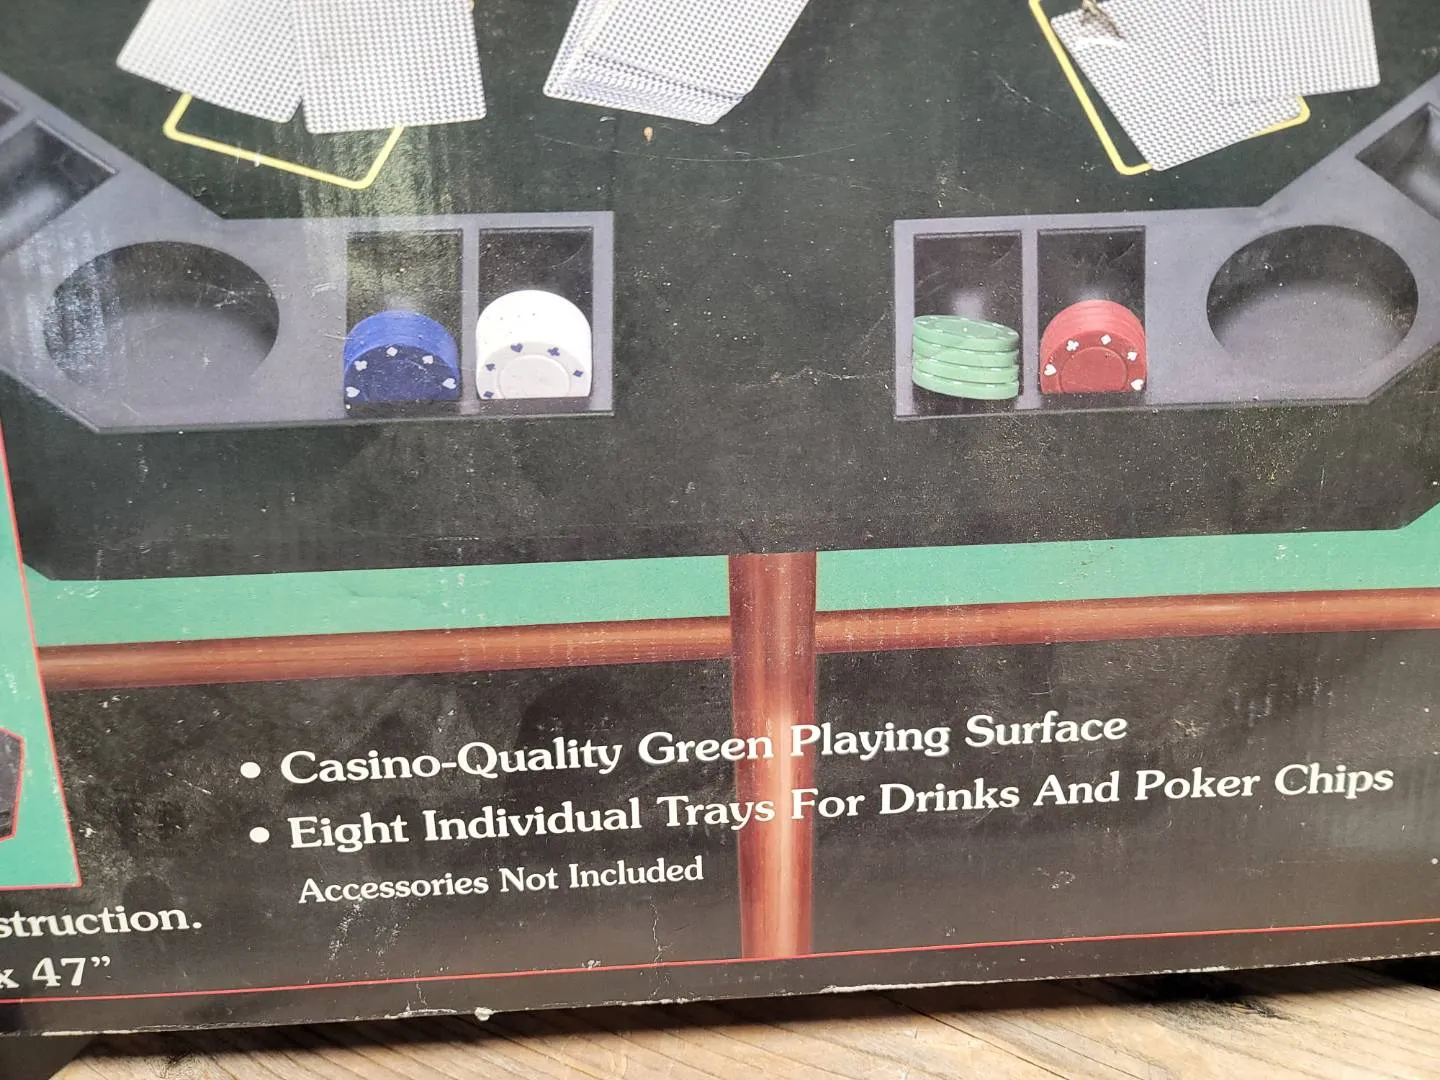 • Casino-Quality Green Playing Surface
• Eight Individual Trays For Drinks And Poker Chips
Accessories Not Included
struction.
x 47”